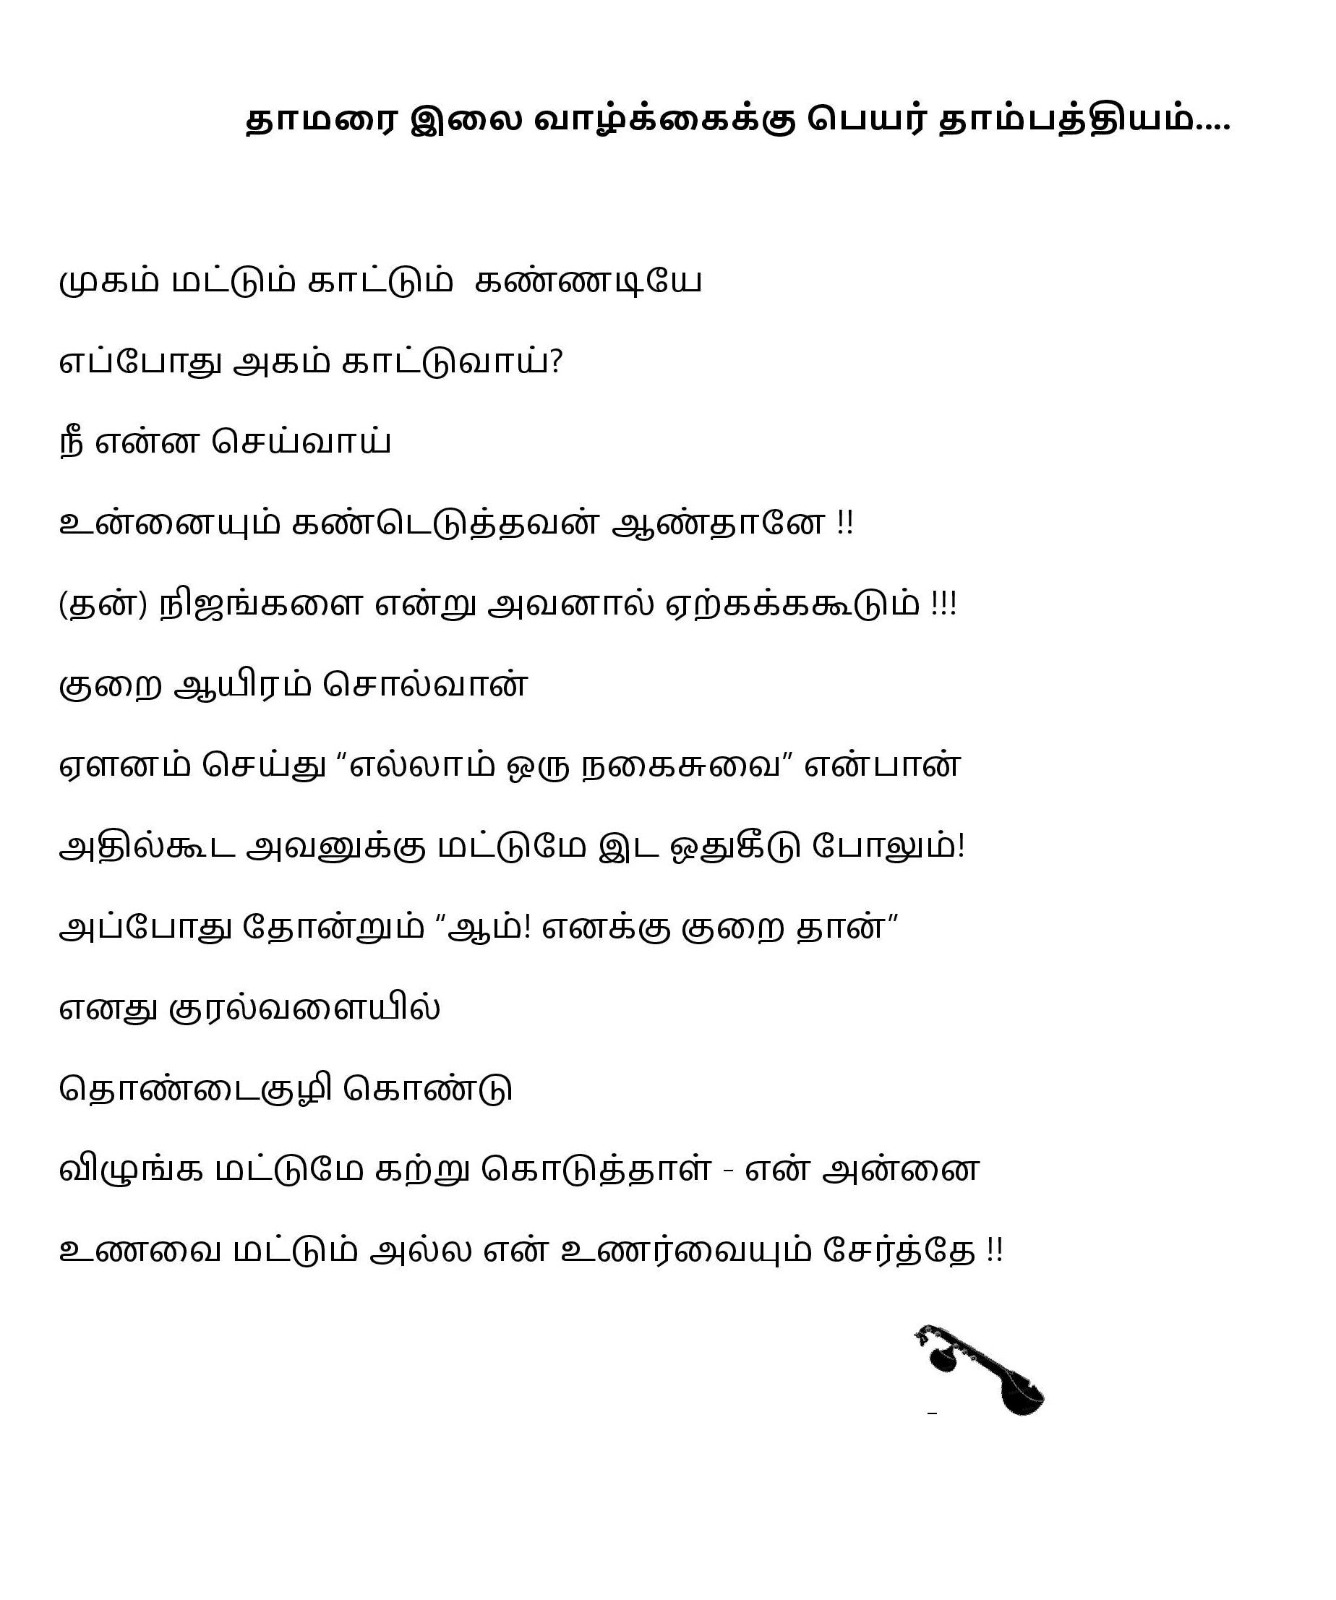 தாமரை இலை வாழ்க்கைக்கு பெயர் தாம்பத்தியம்....
முகம் மட்டும் காட்டும்  கண்ணடியே
எப்போது அகம் காட்டுவாய்?
நீ என்ன செய்வாய்
உன்னையும் கண்டெடுத்தவன் ஆண்தானே !!
(தன்) நிஜங்களை என்று அவனால் ஏற்கக்ககூடும் !!!
குறை ஆயிரம் சொல்வான்
ஏளனம் செய்து “எல்லாம் ஒரு நகைசுவை” என்பான்
அதில்கூட அவனுக்கு மட்டுமே இட ஒதுகீடு போலும்!
அப்போது தோன்றும் “ஆம்! எனக்கு குறை தான்”
எனது குரல்வளையில்
தொண்டைகுழி கொண்டு
விழுங்க மட்டுமே கற்று கொடுத்தாள் - என் அன்னை
உணவை மட்டும் அல்ல என் உணர்வையும் சேர்த்தே !!
–